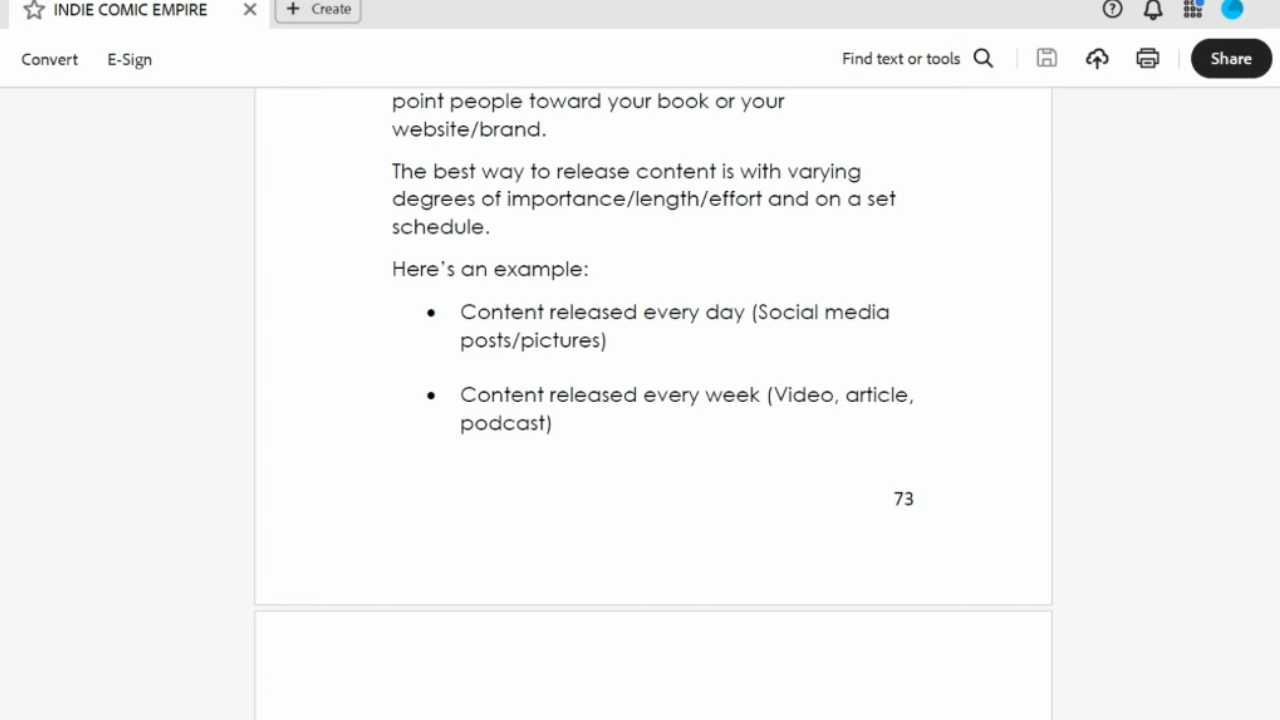 INDIE COMIC EMPIRE
+ Create
Convert E-Sign Find text or tools Share
point people toward your book or your
website/brand.
The best way to release content is with varying
degrees of importance/length/effort and on a set
schedule.
Here's an example:
• Content released every day (Social media
posts/pictures)
• Content released every week (Video, article,
podcast)
73